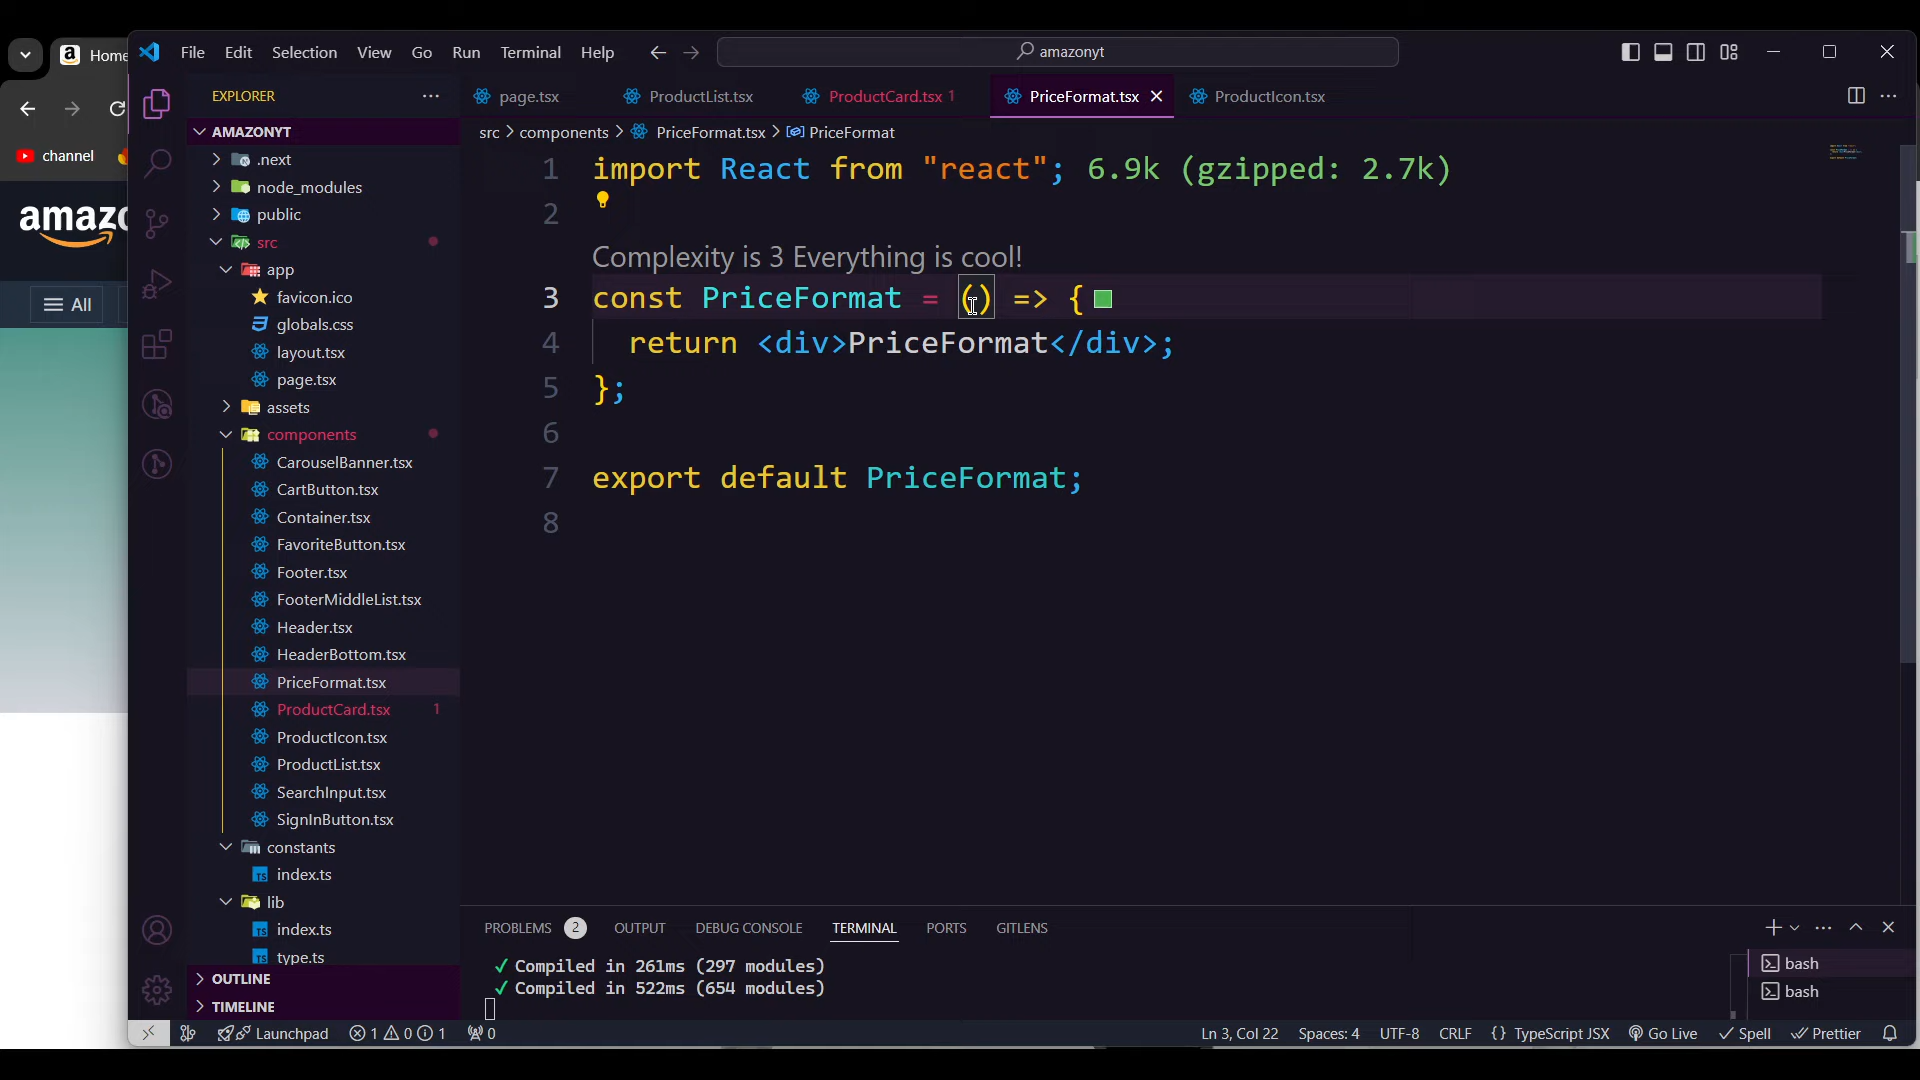 Home
File Edit Selection View Go Run Terminal Help
amazonyt
channel
amazo
All
EXPLORER
AMAZONYT
.next
node_modules
public
src
app
favicon.ico
globals.css
layout.tsx
page.tsx
assets
components
CarouselBanner.tsx
CartButton.tsx
Container.tsx
FavoriteButton.tsx
Footer.tsx
FooterMiddleList.tsx
Header.tsx
HeaderBottom.tsx
PriceFormat.tsx
ProductCard.tsx 1
ProductIcon.tsx
ProductList.tsx
SearchInput.tsx
SignInButton.tsx
constants
index.ts
lib
index.ts
type.ts
OUTLINE
TIMELINE
page.tsx ProductList.tsx ProductCard.tsx 1 PriceFormat.tsx ProductIcon.tsx
src > components > PriceFormat.tsx > PriceFormat
1 import React from "react"; 6.9k (gzipped: 2.7k)
2
Complexity is 3 Everything is cool!
3 const PriceFormat = () => {
4 return <div>PriceFormat</div>;
5 };
6
7 export default PriceFormat;
8
PROBLEMS 2 OUTPUT DEBUG CONSOLE TERMINAL PORTS GITLENS
✓ Compiled in 261ms (297 modules)
✓ Compiled in 522ms (654 modules)
bash
bash
Launchpad 1 0 1 0 Ln 3, Col 22 Spaces: 4 UTF-8 CRLF {} TypeScript JSX Go Live Spell Prettier